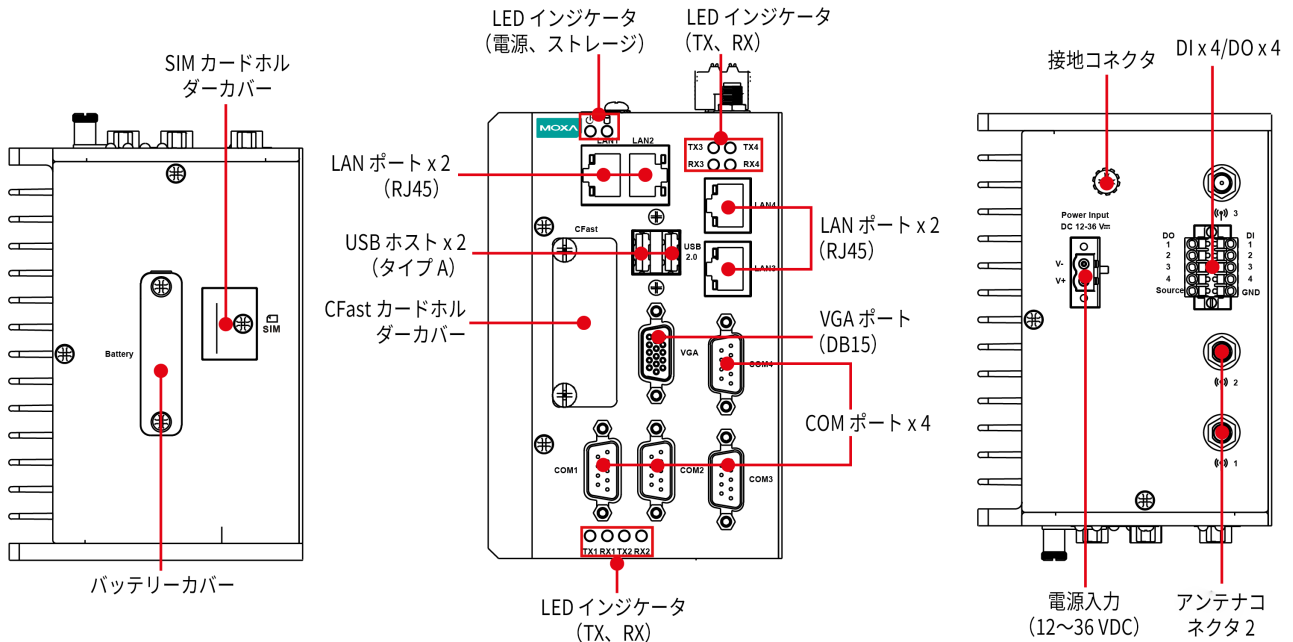 SIM カードホル
ダーカバー
Battery
SIM
バッテリーカバー
LED インジケータ
（電源、ストレージ）
LED インジケータ
（TX、RX）
MOXA
LAN1
LAN2
TX3
TX4
RX3
RX4
LAN ポート x 2
（RJ45）
LAN4
LAN ポート x 2
（RJ45）
CFast
USB
2.0
USB ホスト x 2
（タイプ A）
LAN3
CFast カードホル
ダーカバー
VGA ポート
（DB15）
VGA
COM4
COM ポート x 4
COM1
COM2
COM3
TX1 RX1 TX2 RX2
LED インジケータ
（TX、RX）
接地コネクタ
DI x 4/DO x 4
3
Power Input
DC 12-36 V
DO
DI
1
1
2
2
3
3
4
4
Source
GND
V-
V+
2
1
電源入力
（12～36 VDC）
アンテナコ
ネクタ 2